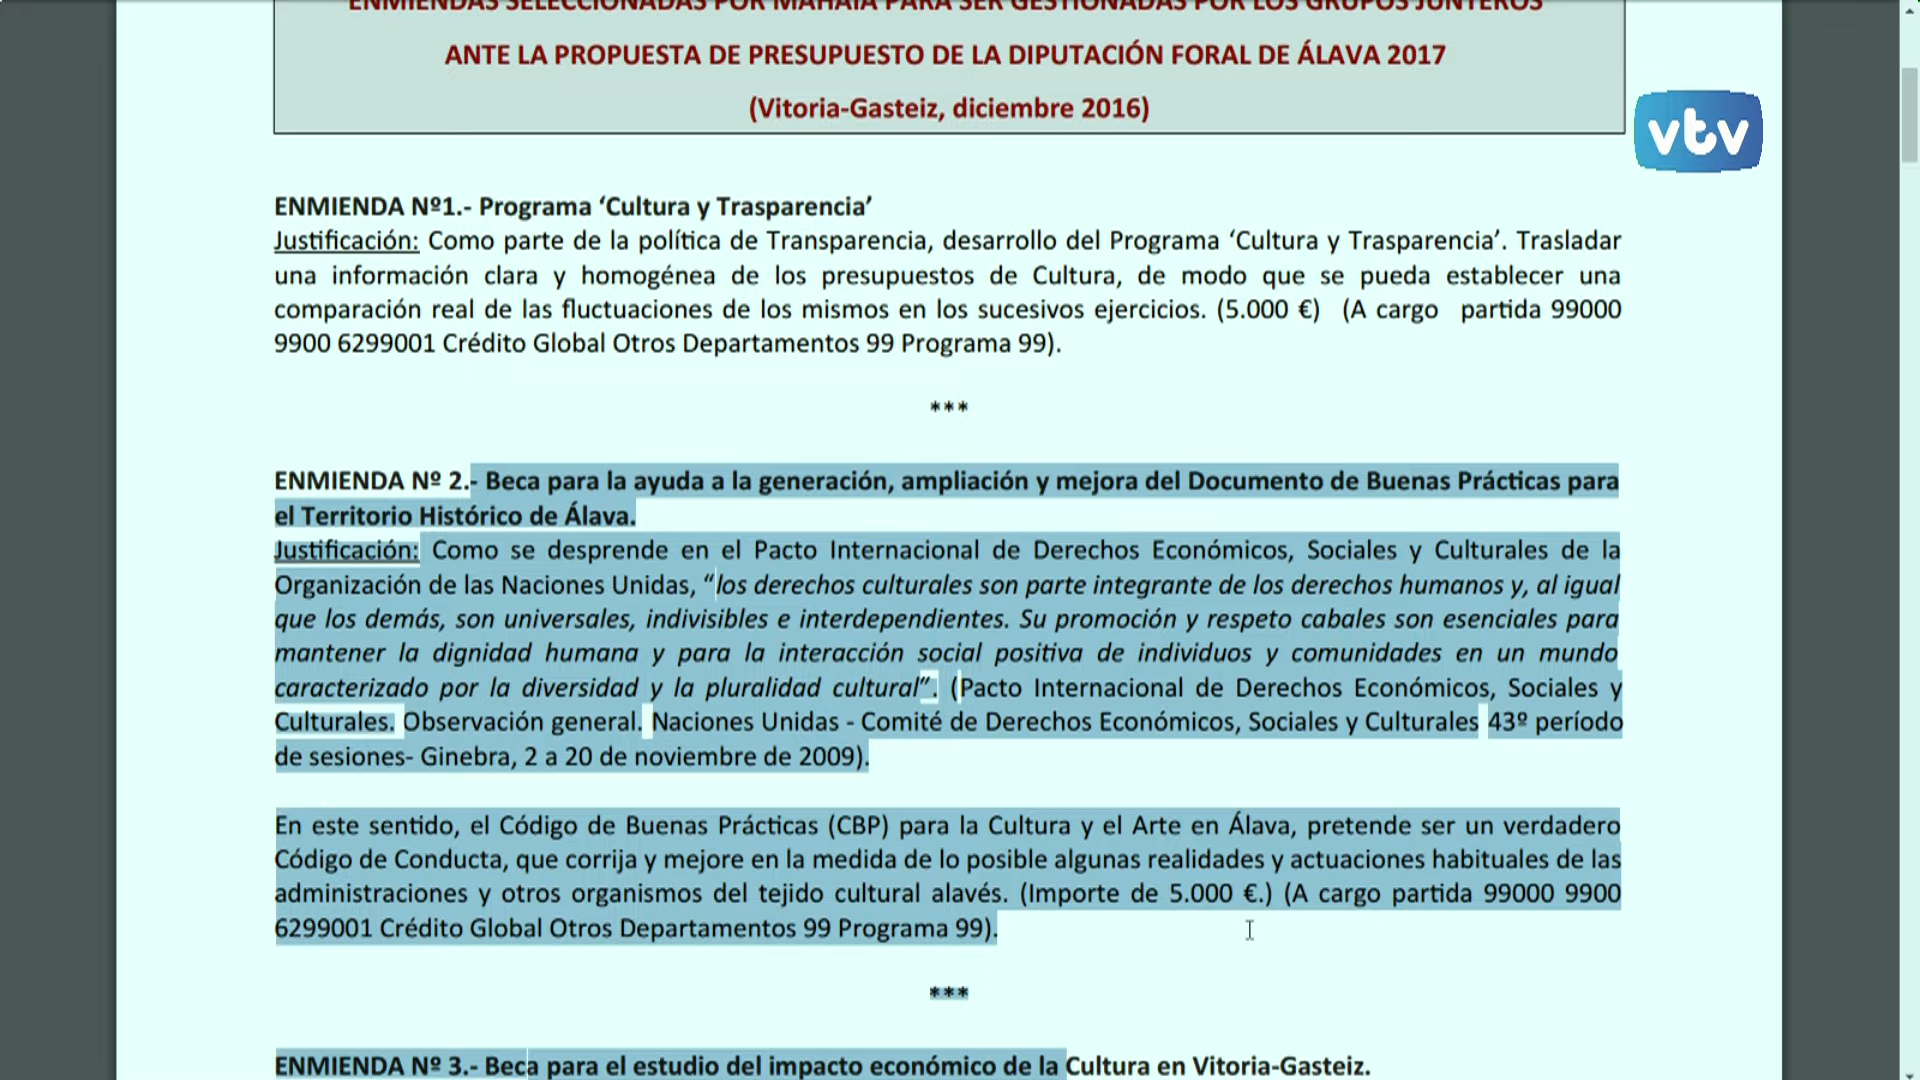 ENMIENDAS SELECCIONADAS POR MAHAIA PARA SER GESTIONADAS POR LOS GRUPOS JUNTEROS
ANTE LA PROPUESTA DE PRESUPUESTO DE LA DIPUTACIÓN FORAL DE ÁLAVA 2017
(Vitoria-Gasteiz, diciembre 2016)
vtv
ENMIENDA Nº1.- Programa ‘Cultura y Trasparencia’
Justificación: Como parte de la política de Transparencia, desarrollo del Programa ‘Cultura y Trasparencia’. Trasladar
una información clara y homogénea de los presupuestos de Cultura, de modo que se pueda establecer una
comparación real de las fluctuaciones de los mismos en los sucesivos ejercicios. (5.000 €) (A cargo partida 99000
9900 6299001 Crédito Global Otros Departamentos 99 Programa 99).
***
ENMIENDA Nº 2.- Beca para la ayuda a la generación, ampliación y mejora del Documento de Buenas Prácticas para
el Territorio Histórico de Álava.
Justificación: Como se desprende en el Pacto Internacional de Derechos Económicos, Sociales y Culturales de la
Organización de las Naciones Unidas, “los derechos culturales son parte integrante de los derechos humanos y, al igual
que los demás, son universales, indivisibles e interdependientes. Su promoción y respeto cabales son esenciales para
mantener la dignidad humana y para la interacción social positiva de individuos y comunidades en un mundo
caracterizado por la diversidad y la pluralidad cultural”. (Pacto Internacional de Derechos Económicos, Sociales y
Culturales. Observación general. Naciones Unidas - Comité de Derechos Económicos, Sociales y Culturales 43º período
de sesiones- Ginebra, 2 a 20 de noviembre de 2009).
En este sentido, el Código de Buenas Prácticas (CBP) para la Cultura y el Arte en Álava, pretende ser un verdadero
Código de Conducta, que corrija y mejore en la medida de lo posible algunas realidades y actuaciones habituales de las
administraciones y otros organismos del tejido cultural alavés. (Importe de 5.000 €.) (A cargo partida 99000 9900
6299001 Crédito Global Otros Departamentos 99 Programa 99).
***
ENMIENDA Nº 3.- Beca para el estudio del impacto económico de la Cultura en Vitoria-Gasteiz.